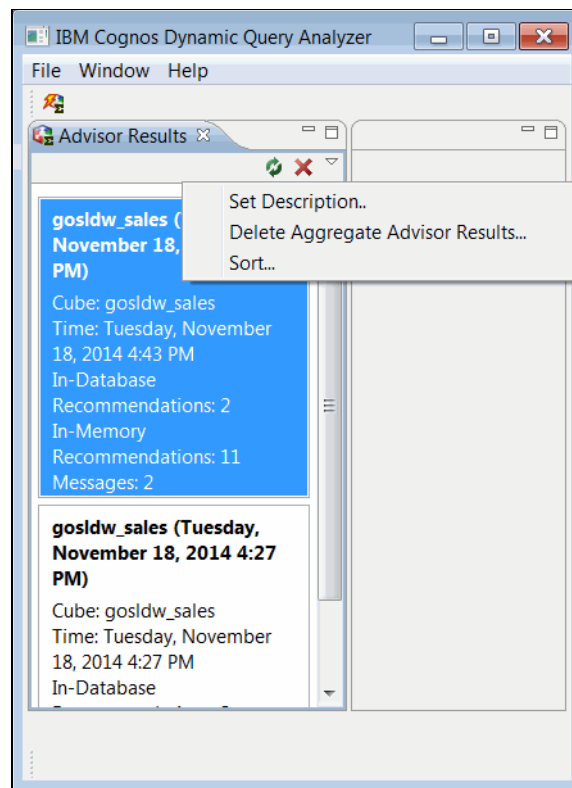 IBM Cognos Dynamic Query Analyzer
File Window Help
Advisor Results
Set Description..
Delete Aggregate Advisor Results...
Sort...
gosldw_sales (
November 18,
PM)
Cube: gosldw_sales
Time: Tuesday, November
18, 2014 4:43 PM
In-Database
Recommendations: 2
In-Memory
Recommendations: 11
Messages: 2
gosldw_sales (Tuesday,
November 18, 2014 4:27
PM)
Cube: gosldw_sales
Time: Tuesday, November
18, 2014 4:27 PM
In-Database